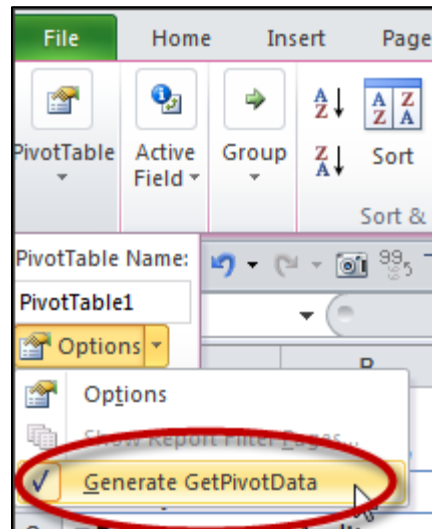 File Home Insert Page
PivotTable Active Field Group Sort
Sort &
PivotTable Name:
PivotTable1
Options
Options
Show Report Filter Pages...
Generate GetPivotData